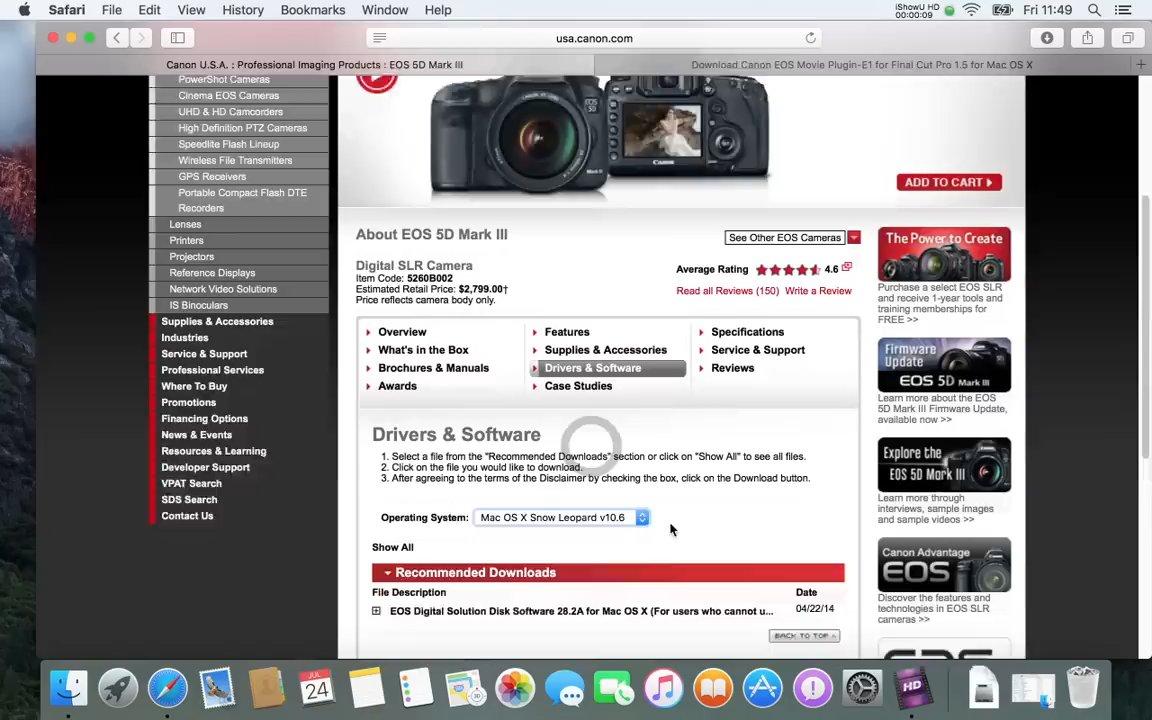 Safari File Edit View History Bookmarks Window Help
iShowU HD
00:00:09
Fri 11:49
usa.canon.com
Canon U.S.A. : Professional Imaging Products : EOS 5D Mark III
Download Canon EOS Movie Plugin-E1 for Final Cut Pro 1.5 for Mac OS X
PowerShot Cameras
Cinema EOS Cameras
UHD & HD Camcorders
High Definition PTZ Cameras
Speedlite Flash Lineup
Wireless File Transmitters
GPS Receivers
Portable Compact Flash DTE
Recorders
Lenses
Printers
Projectors
Reference Displays
Network Video Solutions
IS Binoculars
Supplies & Accessories
Industries
Service & Support
Professional Services
Where To Buy
Promotions
Financing Options
News & Events
Resources & Learning
Developer Support
VPAT Search
SDS Search
Contact Us
Canon
ADD TO CART
About EOS 5D Mark III
See Other EOS Cameras
Digital SLR Camera
Item Code: 5260B002
Estimated Retail Price: $2,799.00†
Price reflects camera body only.
Average Rating 4.6
Read all Reviews (150) Write a Review
Overview
Features
Specifications
What's in the Box
Supplies & Accessories
Service & Support
Brochures & Manuals
Drivers & Software
Reviews
Awards
Case Studies
Drivers & Software
1. Select a file from the "Recommended Downloads" section or click on "Show All" to see all files.
2. Click on the file you would like to download.
3. After agreeing to the terms of the Disclaimer by checking the box, click on the Download button.
Operating System: Mac OS X Snow Leopard v10.6
Show All
Recommended Downloads
File Description Date
EOS Digital Solution Disk Software 28.2A for Mac OS X (For users who cannot u... 04/22/14
BACK TO TOP
The Power to Create
Purchase a select EOS SLR
and receive 1-year tools and
training memberships for
FREE >>
Firmware
Update
EOS 5D Mark III
Learn more about the EOS
5D Mark III Firmware Update,
available now >>
Explore the
EOS 5D Mark III
Learn more through
interviews, sample images
and sample videos >>
Canon Advantage
EOS
Discover the features and
technologies in EOS SLR
cameras >>
JUL
24
HD